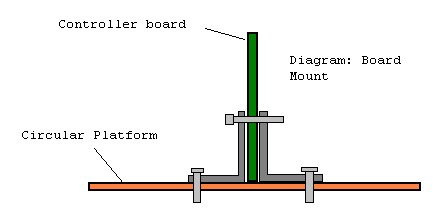 Controller board
Diagram: Board
Mount
Circular Platform